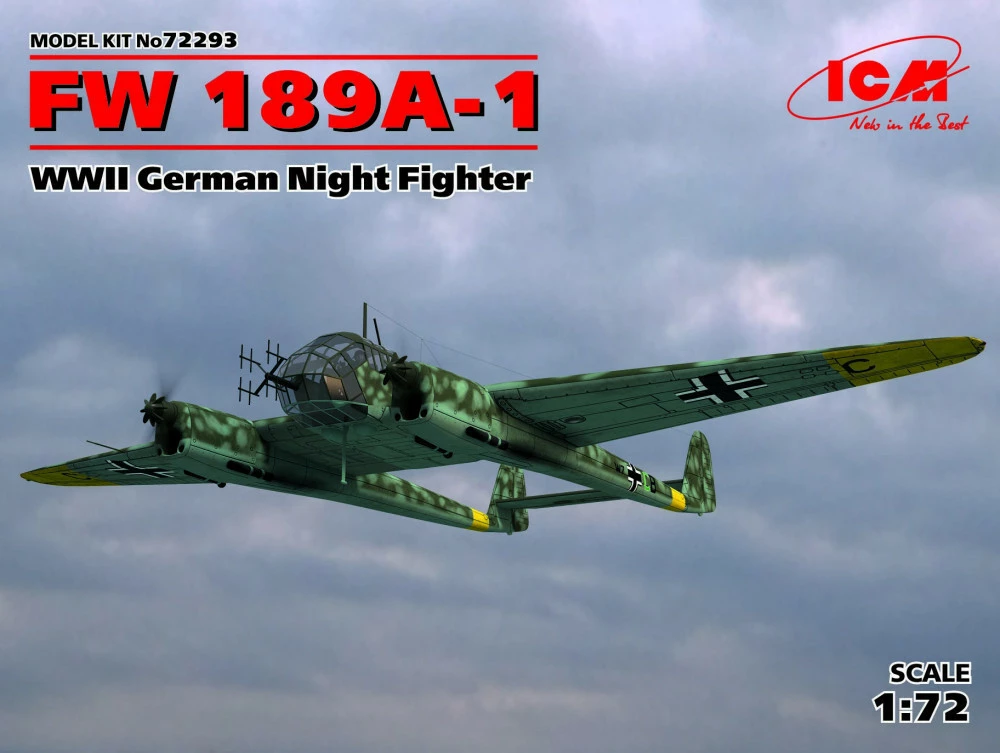 MODEL KIT No72293
FW 189A-1
WWII German Night Fighter
ICM
New in the Best
SCALE
1:72
C